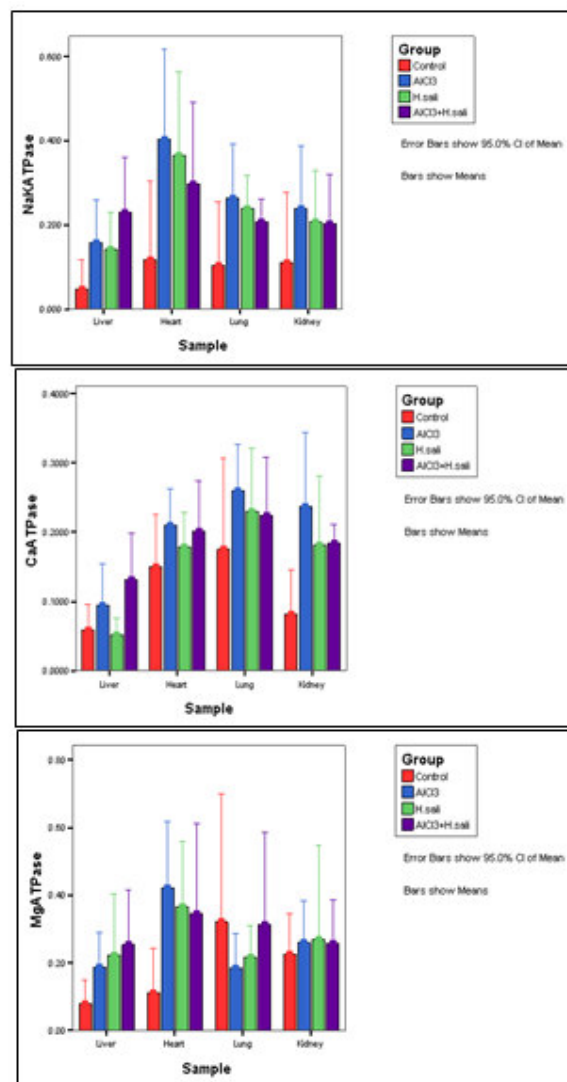 Group
Control
AlCl3
H.sali
AlCl3+H.sali
Error Bars show 95.0% CI of Mean
Bars show Means
NaKATPase
0.600
0.400
0.200
0.000
Liver Heart Lung Kidney
Sample
Group
Control
AlCl3
H.sali
AlCl3+H.sali
Error Bars show 95.0% CI of Mean
Bars show Means
CaATPase
0.4000
0.3000
0.2000
0.1000
0.0000
Liver Heart Lung Kidney
Sample
Group
Control
AlCl3
H.sali
AlCl3+H.sali
Error Bars show 95.0% CI of Mean
Bars show Means
MgATPase
0.40
0.20
0.00
Liver Heart Lung Kidney
Sample